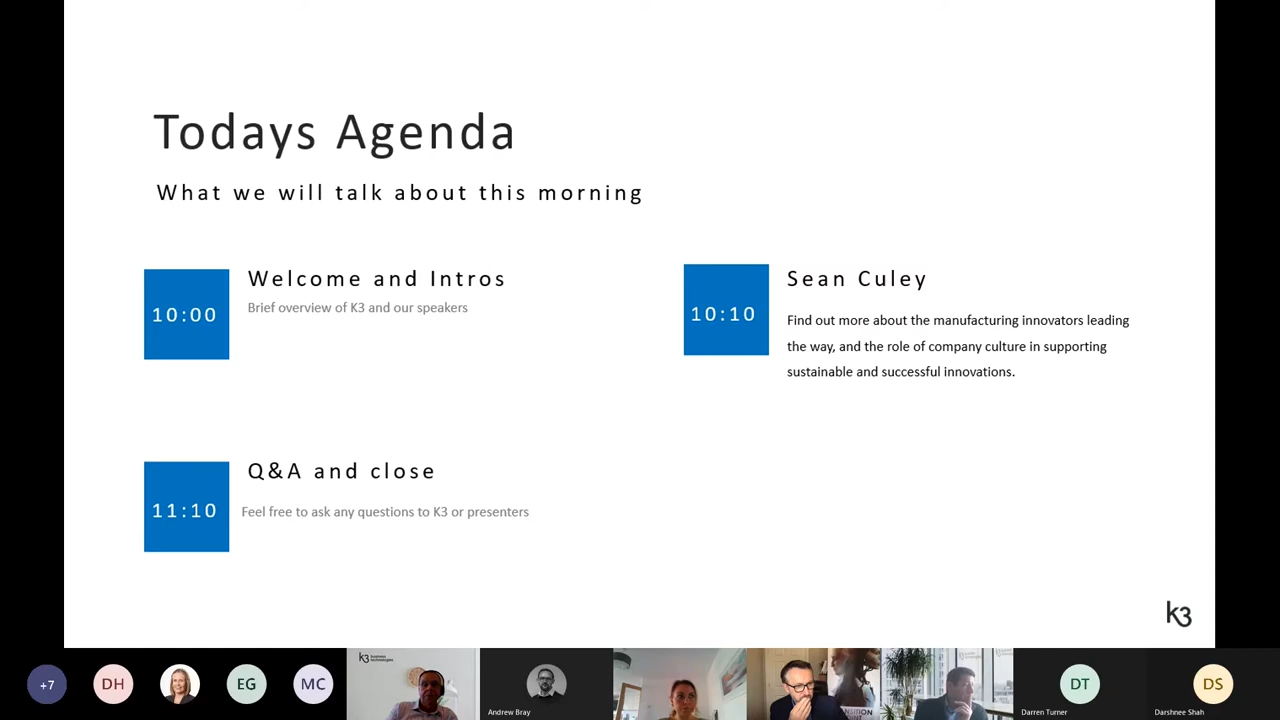 Todays Agenda
What we will talk about this morning
10:00
Welcome and Intros
Brief overview of K3 and our speakers
10:10
Sean Culey
Find out more about the manufacturing innovators leading
the way, and the role of company culture in supporting
sustainable and successful innovations.
11:10
Q&A and close
Feel free to ask any questions to K3 or presenters
k3
+7
DH
EG
MC
k3 business technologies
Andrew Bray
DT
Darren Turner
DS
Darshnee Shah